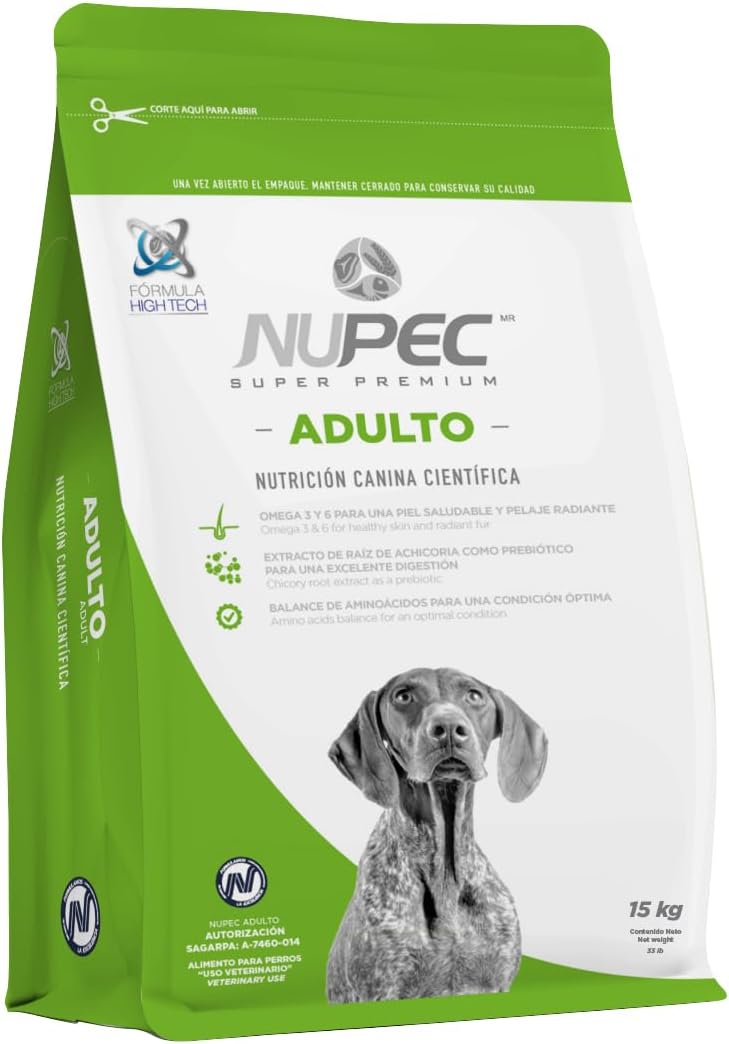 CORTE AQUÍ PARA ABRIR
UNA VEZ ABIERTO EL EMPAQUE. MANTENER CERRADO PARA CONSERVAR SU CALIDAD
FÓRMULA
HIGH TECH
NUPEC MR
SUPER PREMIUM
- ADULTO -
NUTRICIÓN CANINA CIENTÍFICA
OMEGA 3 Y 6 PARA UNA PIEL SALUDABLE Y PELAJE RADIANTE
Omega 3 & 6 for healthy skin and radiant fur
EXTRACTO DE RAÍZ DE ACHICORIA COMO PREBIÓTICO
PARA UNA EXCELENTE DIGESTIÓN
Chicory root extract as a prebiotic
BALANCE DE AMINOÁCIDOS PARA UNA CONDICIÓN ÓPTIMA
Amino acids balance for an optimal condition
NUPEC ADULTO
AUTORIZACIÓN
SAGARPA: A-7460-014
ALIMENTO PARA PERROS
"USO VETERINARIO"
VETERINARY USE
15 kg
Contenido Neto
Net weight
33 lb
FÓRMULA
HIGH TECH
ADULTO
ADULT
NUTRICIÓN CANINA CIENTÍFICA